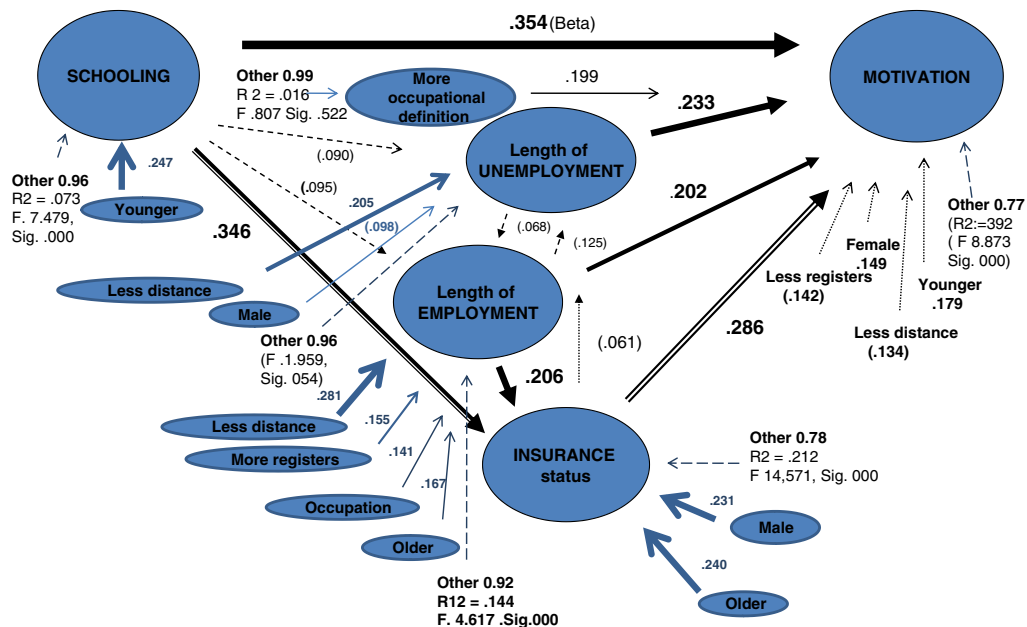 .354 (Beta)
SCHOOLING
Other 0.99
R 2 = .016
F .807 Sig. .522
More
occupational
definition
.199
MOTIVATION
.233
(.090)
Length of
UNEMPLOYMENT
.247
(.095)
.205
.202
Other 0.96
R2 = .073
F. 7.479,
Sig. .000
Younger
.346
(.098)
(.068)
(.125)
Other 0.77
(R2:=392
( F 8.873
Sig. 000)
Female
.149
Less registers
(.142)
Younger
.179
Less distance
Male
Length of
EMPLOYMENT
.286
Less distance
(.134)
Other 0.96
(F .1.959,
Sig. 054)
(.061)
.206
.281
.155
Less distance
.141
More registers
.167
INSURANCE
status
Other 0.78
R2 = .212
F 14,571, Sig. 000
Occupation
.231
Male
Older
.240
Other 0.92
R12 = .144
F. 4.617 .Sig.000
Older